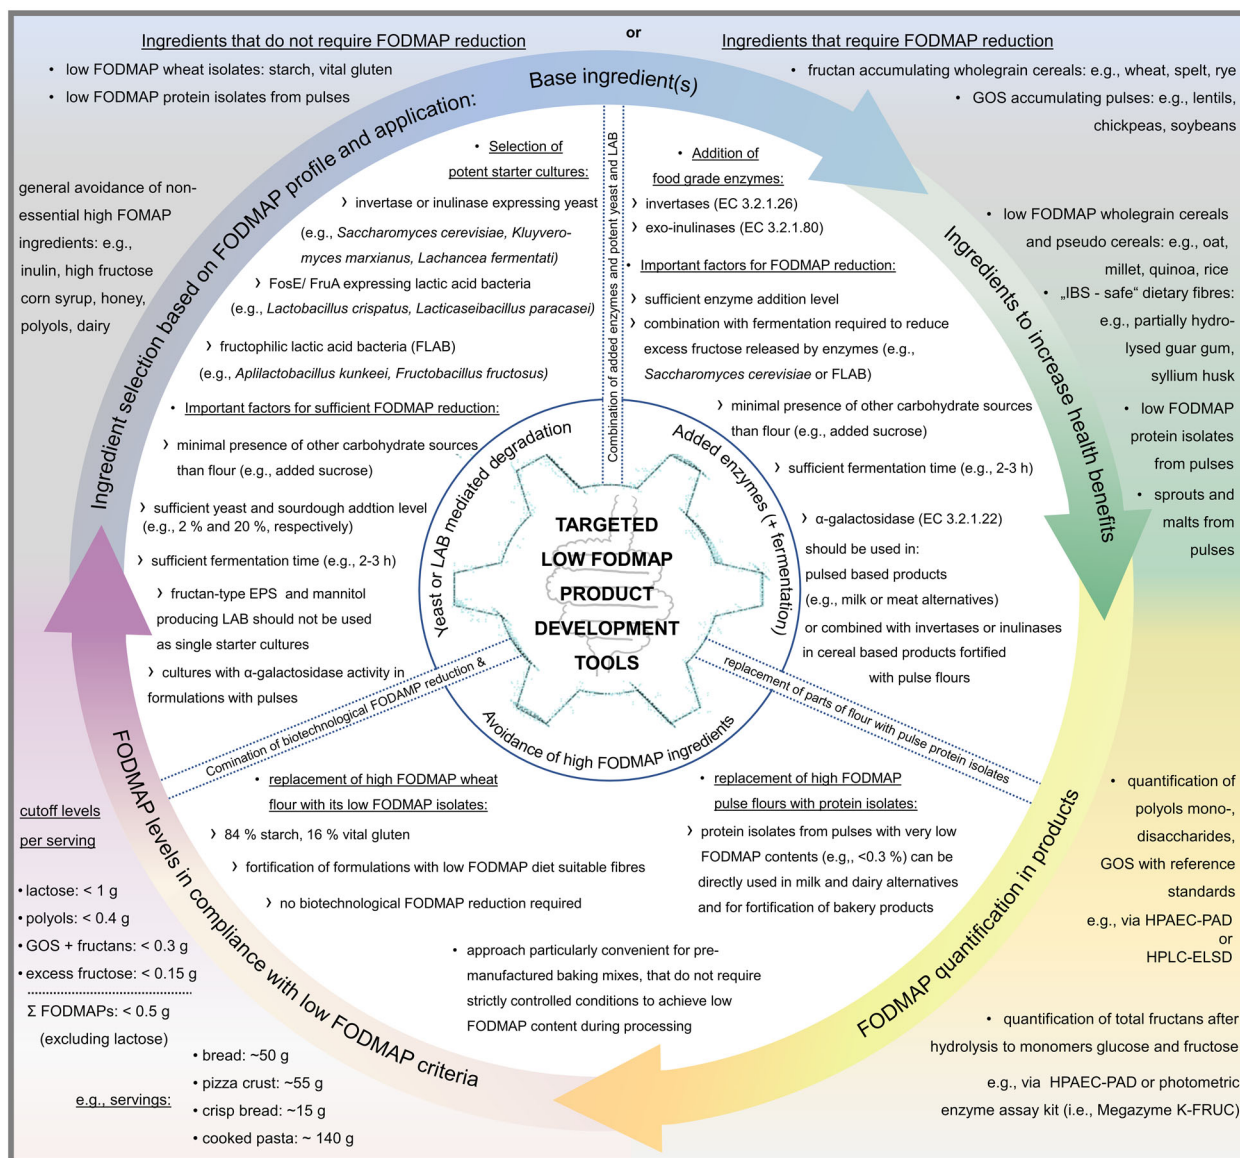 Ingredients that do not require FODMAP reduction
• low FODMAP wheat isolates: starch, vital gluten
• low FODMAP protein isolates from pulses
or
Ingredients that require FODMAP reduction
• fructan accumulating wholegrain cereals: e.g., wheat, spelt, rye
• GOS accumulating pulses: e.g., lentils,
chickpeas, soybeans
Ingredient selection based on FODMAP profile and application:
Base ingredient(s)
general avoidance of non-
essential high FOMAP
ingredients: e.g.,
inulin, high fructose
corn syrup, honey,
polyols, dairy
Ingredients to increase health benefits
• low FODMAP wholegrain cereals
and pseudo cereals: e.g., oat,
millet, quinoa, rice
• „IBS - safe“ dietary fibres:
e.g., partially hydro-
lysed guar gum,
syllium husk
• low FODMAP
protein isolates
from pulses
• sprouts and
malts from
pulses
• Selection of
potent starter cultures:
❯ invertase or inulinase expressing yeast
(e.g., Saccharomyces cerevisiae, Kluyvero-
myces marxianus, Lachancea fermentati)
❯ FosE/ FruA expressing lactic acid bacteria
(e.g., Lactobacillus crispatus, Lacticaseibacillus paracasei)
❯ fructophilic lactic acid bacteria (FLAB)
(e.g., Aplilactobacillus kunkeei, Fructobacillus fructosus)
• Important factors for sufficient FODMAP reduction:
❯ minimal presence of other carbohydrate sources
than flour (e.g., added sucrose)
❯ sufficient yeast and sourdough addtion level
(e.g., 2 % and 20 %, respectively)
❯ sufficient fermentation time (e.g., 2-3 h)
❯ fructan-type EPS and mannitol
producing LAB should not be used
as single starter cultures
❯ cultures with α-galactosidase activity in
formulations with pulses
Combination of added enzymes and potent yeast and LAB
• Addition of
food grade enzymes:
❯ invertases (EC 3.2.1.26)
❯ exo-inulinases (EC 3.2.1.80)
• Important factors for FODMAP reduction:
❯ sufficient enzyme addition level
❯ combination with fermentation required to reduce
excess fructose released by enzymes (e.g.,
Saccharomyces cerevisiae or FLAB)
❯ minimal presence of other carbohydrate sources
than flour (e.g., added sucrose)
❯ sufficient fermentation time (e.g., 2-3 h)
❯ α-galactosidase (EC 3.2.1.22)
should be used in:
pulsed based products
(e.g., milk or meat alternatives)
or combined with invertases or inulinases
in cereal based products fortified
with pulse flours
Yeast or LAB mediated degradation
Added enzymes (+ fermentation)
Avoidance of high FODMAP ingredients
TARGETED
LOW FODMAP
PRODUCT
DEVELOPMENT
TOOLS
Comination of biotechnological FODAMP reduction &
replacement of parts of flour with pulse protein isolates
• replacement of high FODMAP wheat
flour with its low FODMAP isolates:
❯ 84 % starch, 16 % vital gluten
❯ fortification of formulations with low FODMAP diet suitable fibres
❯ no biotechnological FODMAP reduction required
• replacement of high FODMAP
pulse flours with protein isolates:
❯ protein isolates from pulses with very low
FODMAP contents (e.g,, <0.3 %) can be
directly used in milk and dairy alternatives
and for fortification of bakery products
• approach particularly convenient for pre-
manufactured baking mixes, that do not require
strictly controlled conditions to achieve low
FODMAP content during processing
FODMAP quantification in products
• quantification of
polyols mono-,
disaccharides,
GOS with reference
standards
e.g., via HPAEC-PAD
or
HPLC-ELSD
• quantification of total fructans after
hydrolysis to monomers glucose and fructose
e.g., via HPAEC-PAD or photometric
enzyme assay kit (i.e., Megazyme K-FRUC)
FODMAP levels in compliance with low FODMAP criteria
cutoff levels
per serving
• lactose: < 1 g
• polyols: < 0.4 g
• GOS + fructans: < 0.3 g
• excess fructose: < 0.15 g
Σ FODMAPs: < 0.5 g
(excluding lactose)
e.g., servings:
• bread: ~50 g
• pizza crust: ~55 g
• crisp bread: ~15 g
• cooked pasta: ~ 140 g